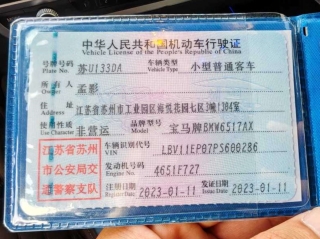 中华人民共和国机动车行驶证
Vehicle License of the People's Republic of China
号牌号码 苏U133DA 车辆类型 小型普通客车
Plate No. Vehicle Type
所有人 孟影
Owner
住址 江苏省苏州市工业园区海悦花园七区3幢1304室
Address
使用性质 非营运 品牌型号 宝马牌BMW6517AX
Use Character Model
江苏省苏州 车辆识别代号 LBV11EP07PS600286
VIN
市公安局交 发动机号码 4651F727
Engine No.
通警察支队 注册日期 2023-01-11 发证日期 2023-01-11
Register Date Issue Date